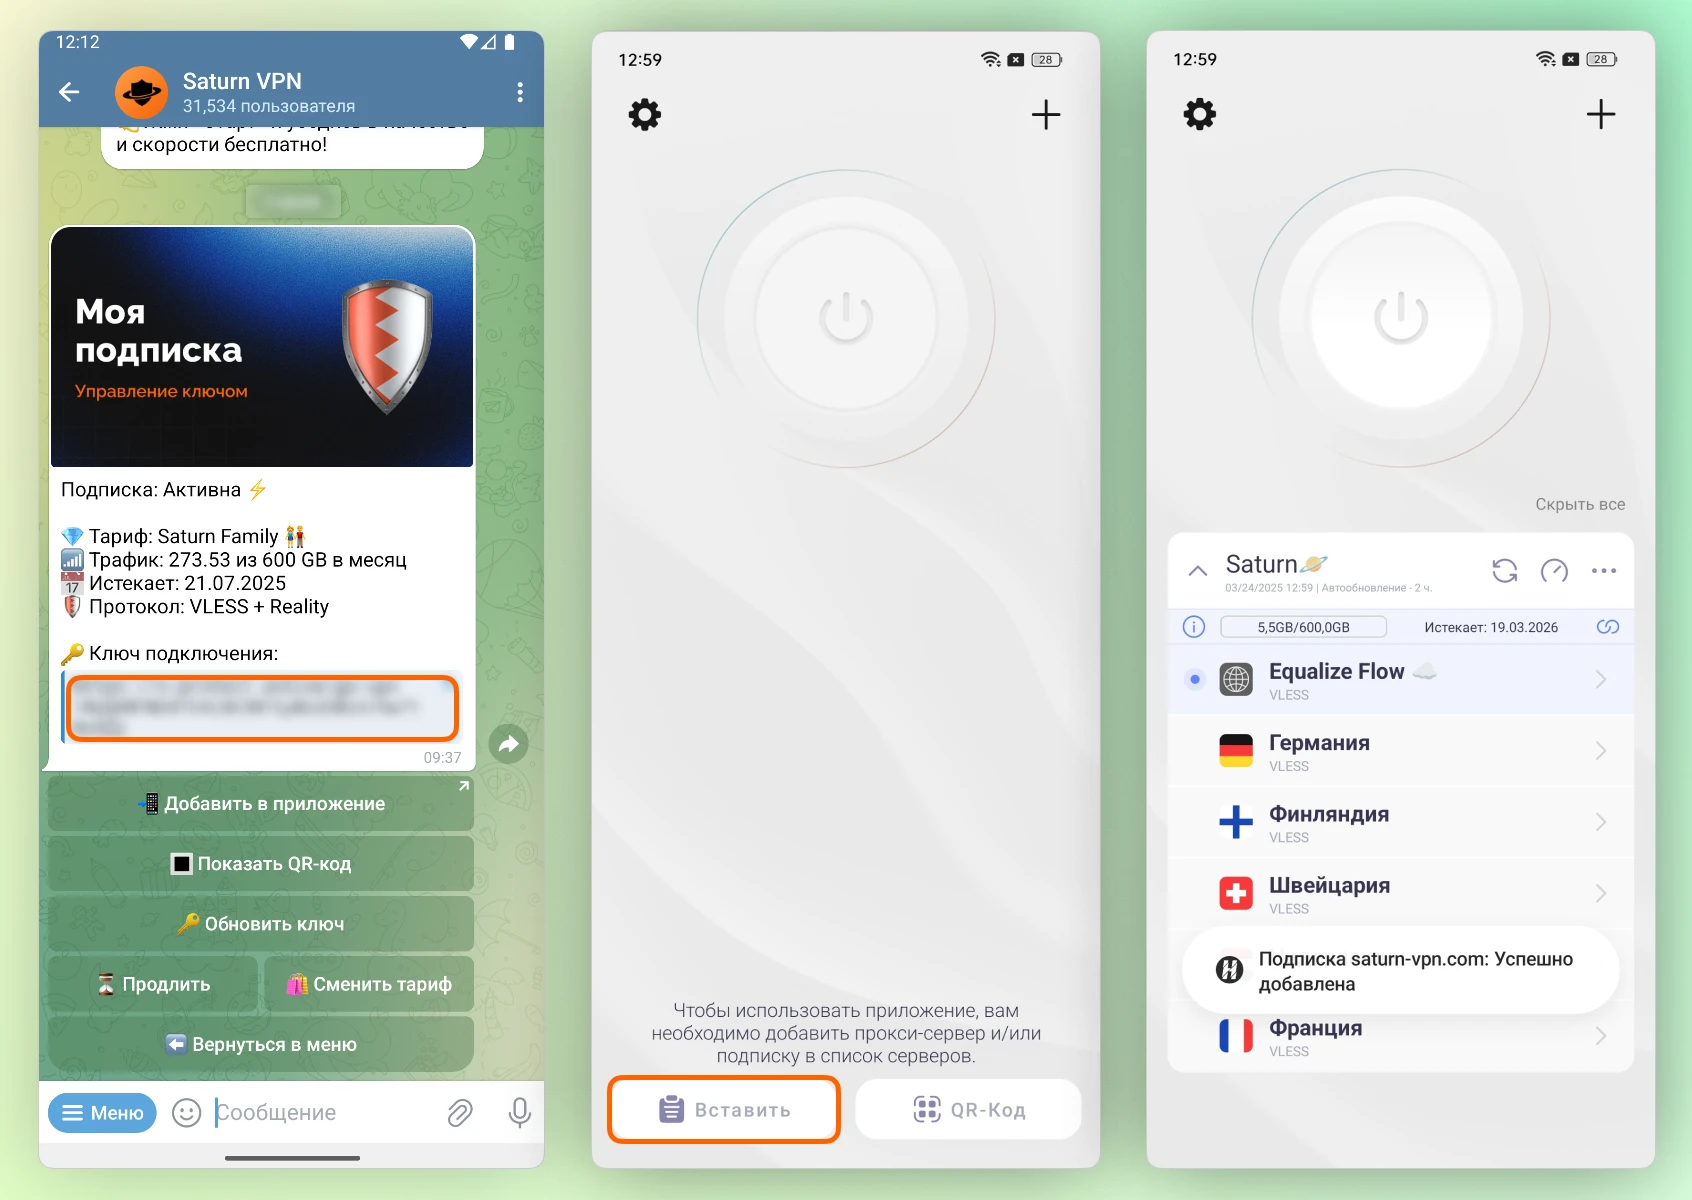 12:12
Saturn VPN
31,534 пользователя
и скорости бесплатно!
Моя
подписка
Управление ключом
Подписка: Активна ⚡
💎 Тариф: Saturn Family 👫
📶 Трафик: 273.53 из 600 GB в месяц
📅 Истекает: 21.07.2025
🛡 Протокол: VLESS + Reality
🔑 Ключ подключения:
09:37
📲 Добавить в приложение
🔳 Показать QR-код
🔑 Обновить ключ
⏳ Продлить
🛍 Сменить тариф
⬅️ Вернуться в меню
Меню
Сообщение
12:59
28
Чтобы использовать приложение, вам
необходимо добавить прокси-сервер и/или
подписку в список серверов.
Вставить
QR-Код
12:59
28
Скрыть все
Saturn🪐
03/24/2025 12:59 | Автообновление - 2 ч.
5,5GB/600,0GB
Истекает: 19.03.2026
Equalize Flow ☁️
VLESS
Германия
VLESS
Финляндия
VLESS
Швейцария
VLESS
Подписка saturn-vpn.com: Успешно
добавлена
Франция
VLESS